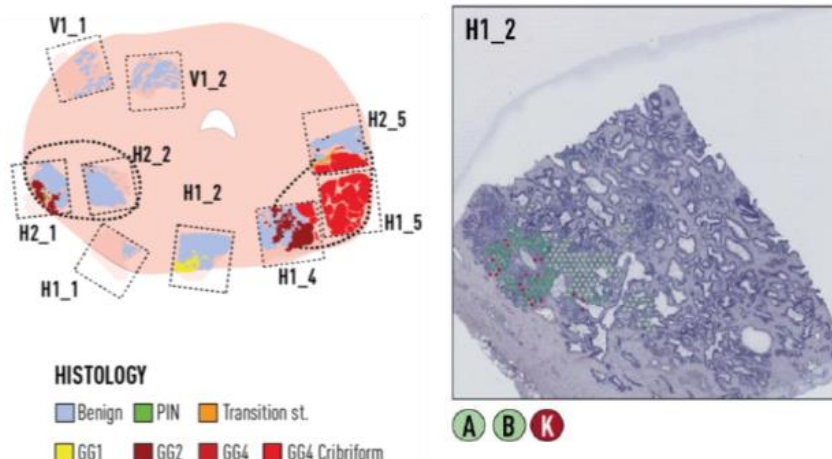 V1_1
V1_2
H2_5
H2_2
H1_2
H2_1
H1_5
H1_4
H1_1
HISTOLOGY
Benign PIN Transition st.
GG1 GG2 GG4 GG4 Cribriform
H1_2
A B K